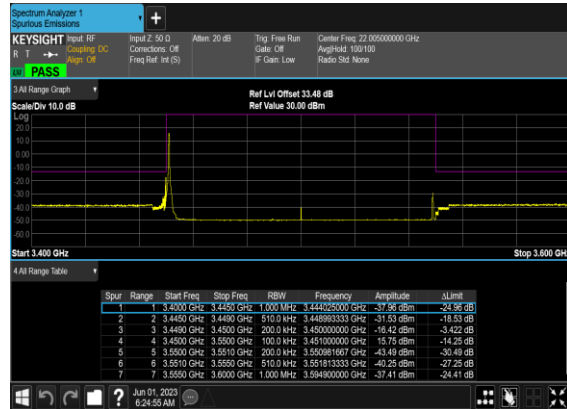 Spectrum Analyzer 1
Spurious Emissions
KEYSIGHT Input: RF
R T Coupling: DC
Align: Off
Input Z: 50 Ω
Corrections: Off
Freq Ref: Int (S)
Atten: 20 dB
Trig: Free Run
Gate: Off
IF Gain: Low
Center Freq: 22.005000000 GHz
Avg|Hold: 100/100
Radio Std: None
PASS
3 All Range Graph
Ref Lvl Offset 33.48 dB
Scale/Div 10.0 dB
Ref Value 30.00 dBm
Log
20.0
10.0
0.00
-10.0
-20.0
-30.0
-40.0
-50.0
-60.0
Start 3.400 GHz
Stop 3.600 GHz
4 All Range Table
Spur Range Start Freq Stop Freq RBW Frequency Amplitude ΔLimit
1 1 3.4000 GHz 3.4450 GHz 1.000 MHz 3.444025000 GHz -37.96 dBm -24.96 dB
2 2 3.4450 GHz 3.4490 GHz 510.0 kHz 3.448993333 GHz -31.53 dBm -18.53 dB
3 3 3.4490 GHz 3.4500 GHz 200.0 kHz 3.450000000 GHz -16.42 dBm -3.422 dB
4 4 3.4500 GHz 3.5500 GHz 100.0 kHz 3.451000000 GHz 15.75 dBm -14.25 dB
5 5 3.5500 GHz 3.5510 GHz 200.0 kHz 3.550981667 GHz -43.49 dBm -30.49 dB
6 6 3.5510 GHz 3.5550 GHz 510.0 kHz 3.551813333 GHz -40.25 dBm -27.25 dB
7 7 3.5550 GHz 3.6000 GHz 1.000 MHz 3.594900000 GHz -37.41 dBm -24.41 dB
Jun 01, 2023
6:24:55 AM